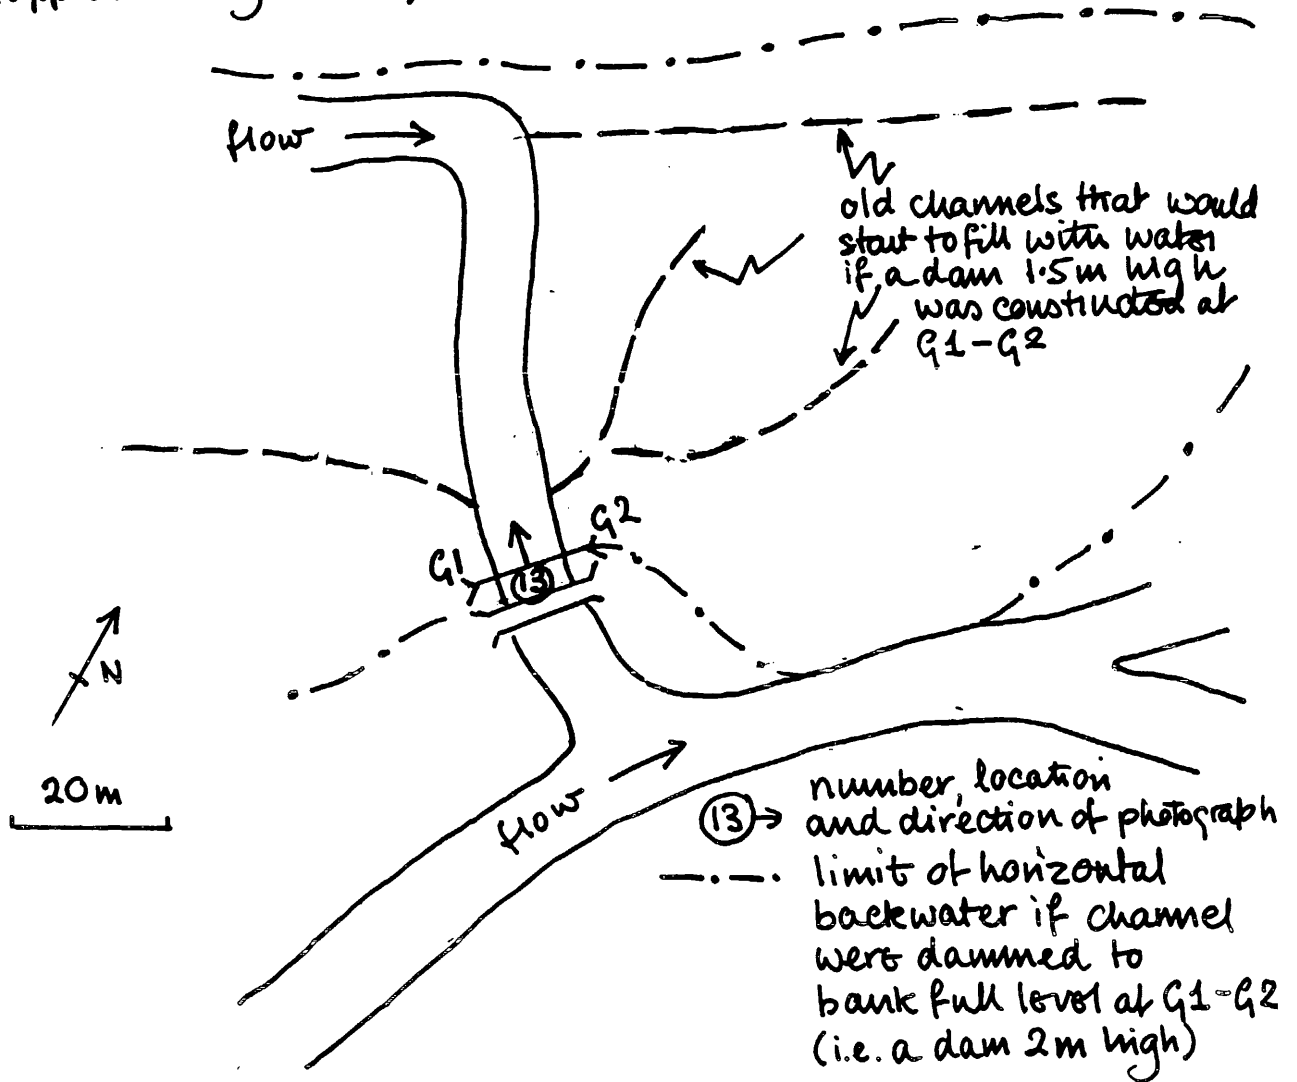 flow
old channels that would
start to fill with water
if a dam 1.5m high
was constructed at
G1-G2
G2
G1
13
N
20m
flow
13
number, location
and direction of photograph
limit of horizontal
backwater if channel
were dammed to
bank full level at G1-G2
(i.e. a dam 2m high)